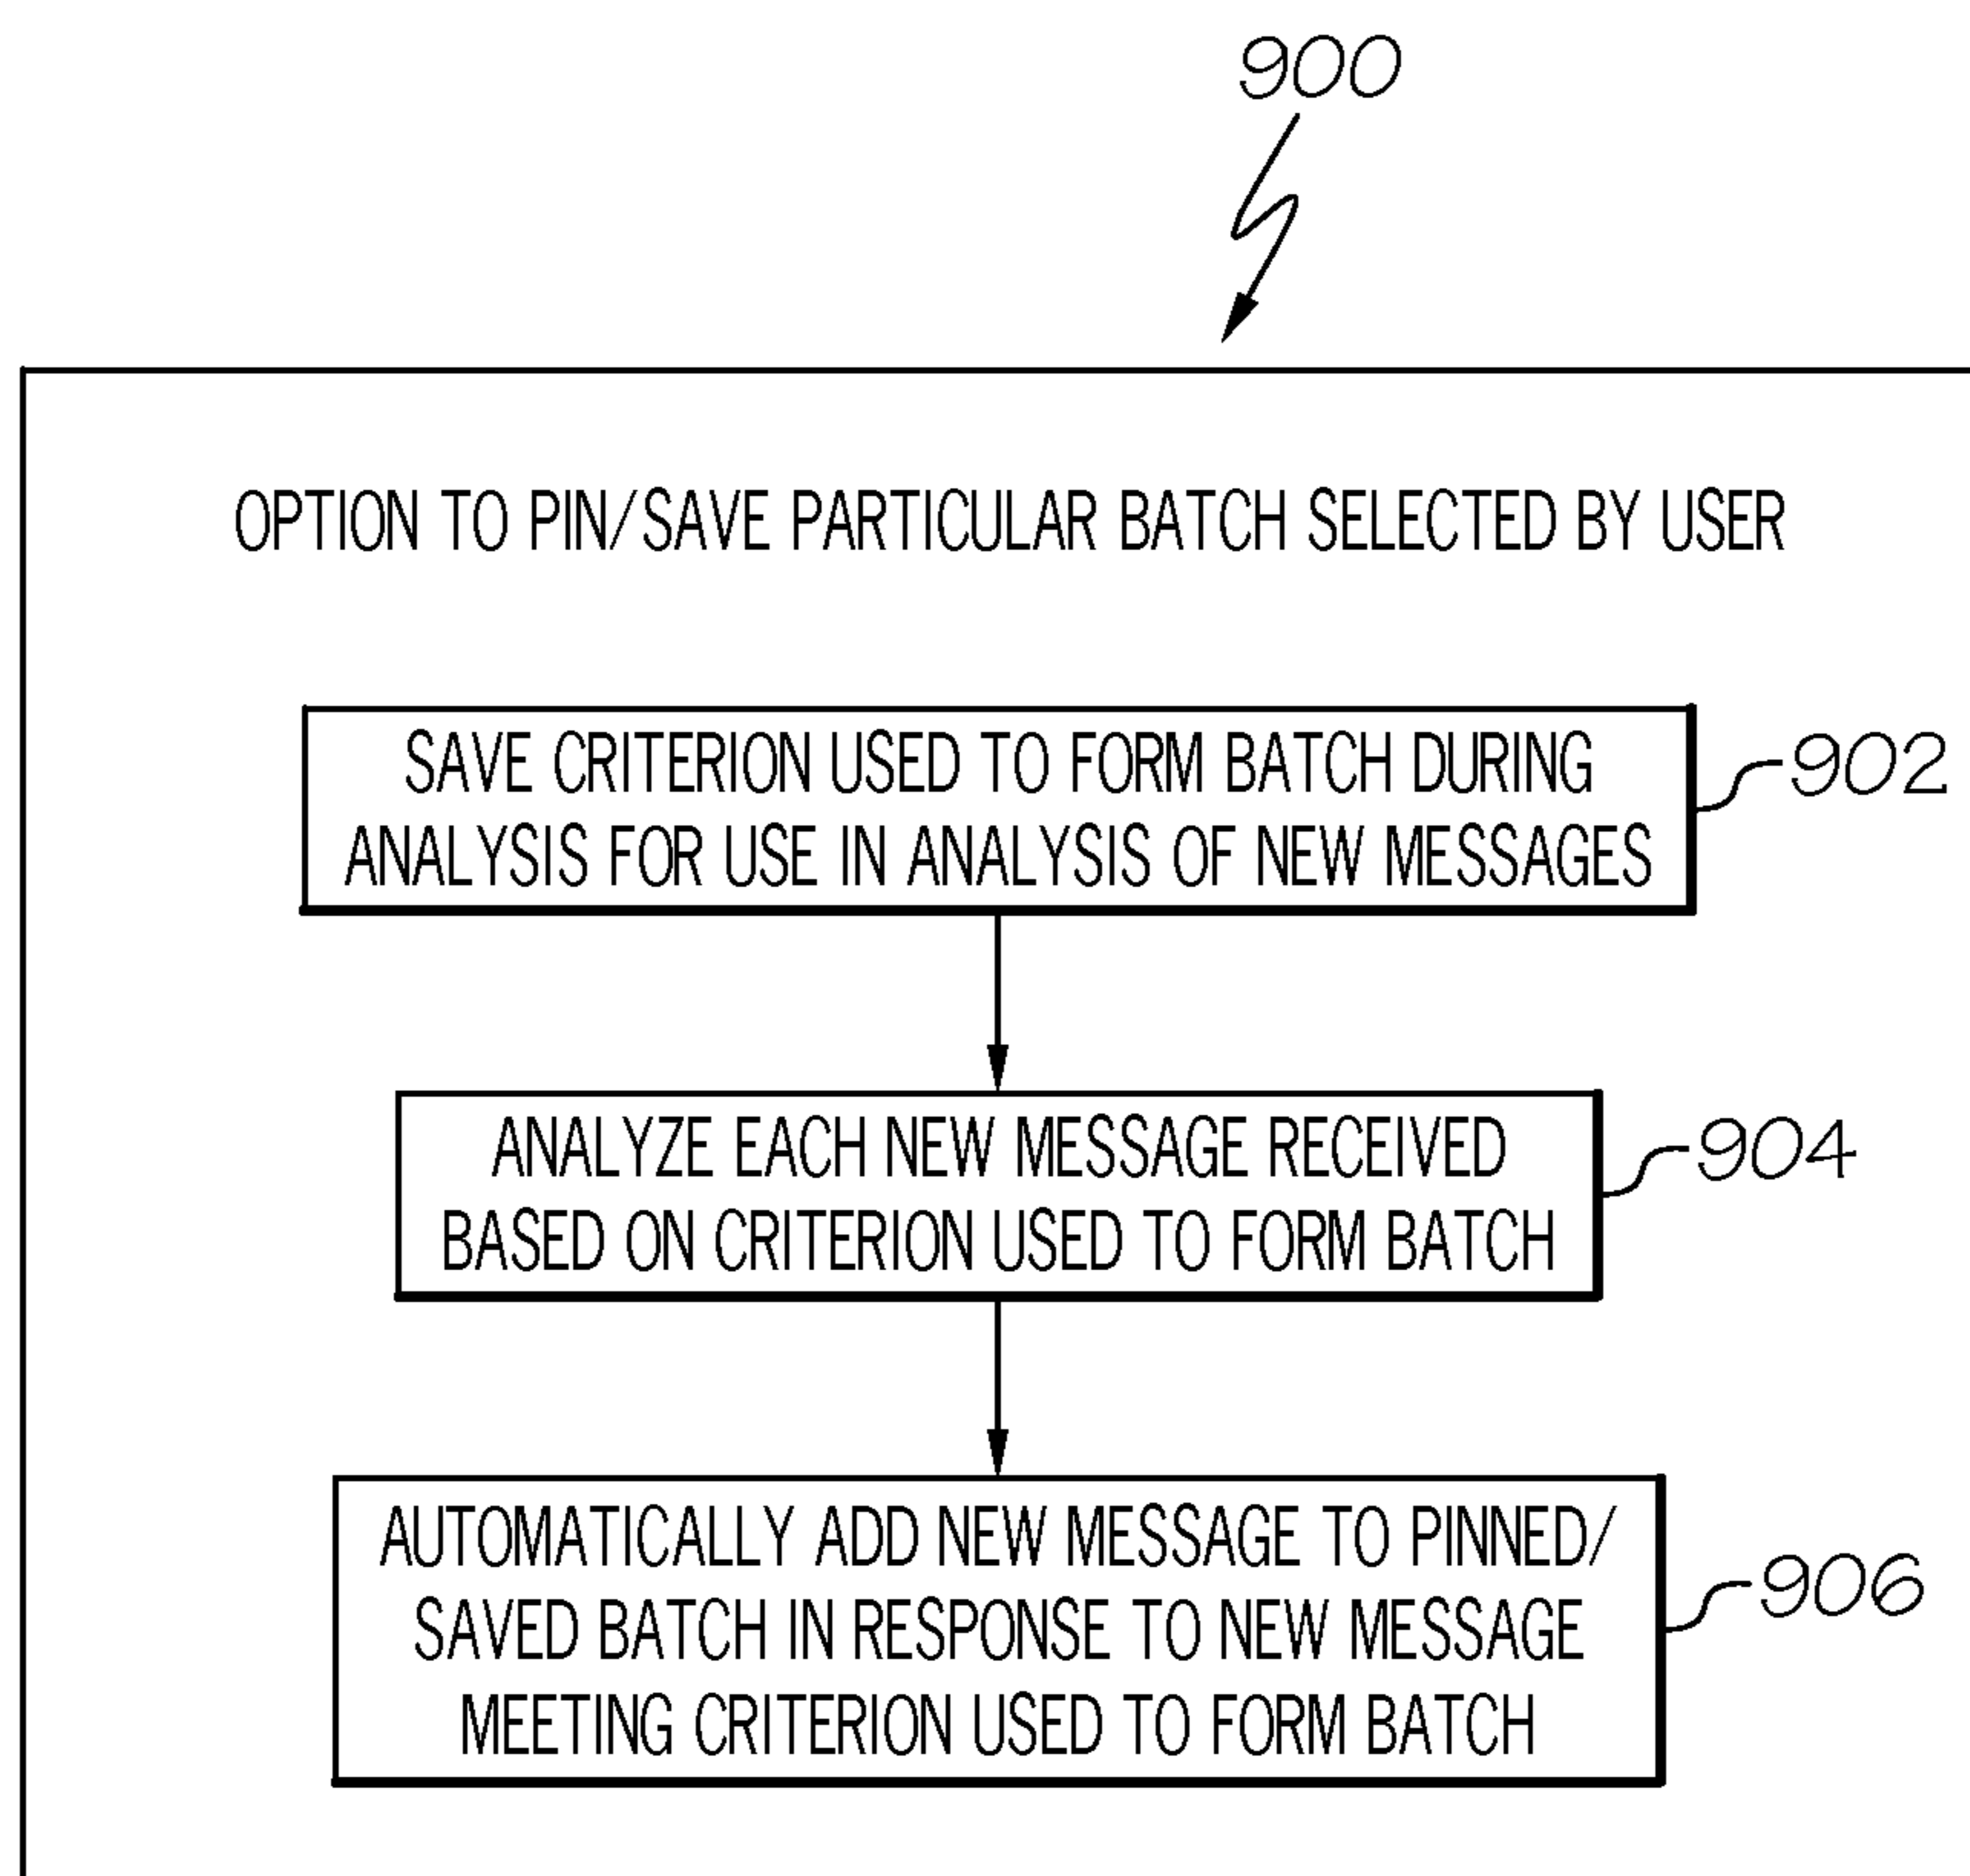 900
OPTION TO PIN/SAVE PARTICULAR BATCH SELECTED BY USER
SAVE CRITERION USED TO FORM BATCH DURING
ANALYSIS FOR USE IN ANALYSIS OF NEW MESSAGES
902
ANALYZE EACH NEW MESSAGE RECEIVED
BASED ON CRITERION USED TO FORM BATCH
904
AUTOMATICALLY ADD NEW MESSAGE TO PINNED/
SAVED BATCH IN RESPONSE TO NEW MESSAGE
MEETING CRITERION USED TO FORM BATCH
906